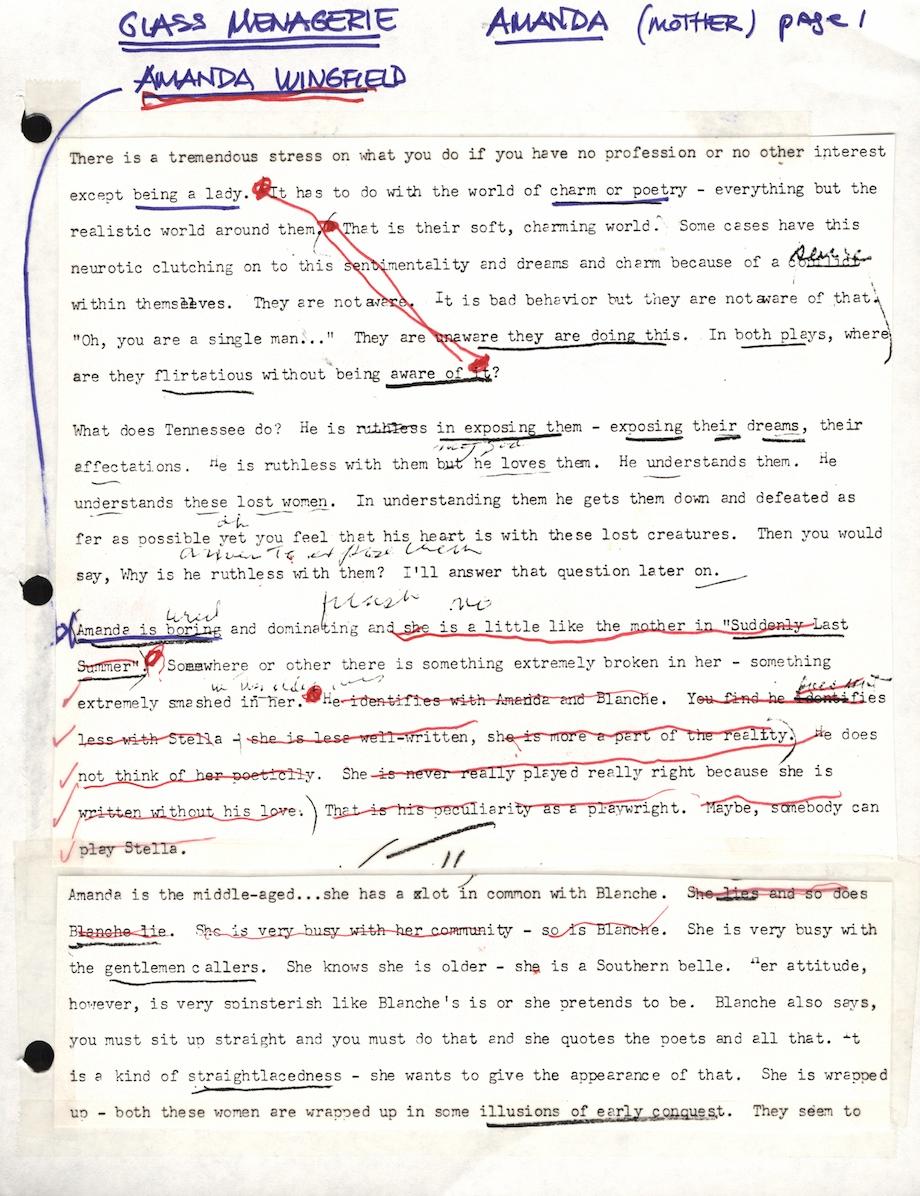 GLASS MENAGERIE AMANDA (MOTHER) page 1
AMANDA WINGFIELD
There is a tremendous stress on what you do if you have no profession or no other interest
except being a lady. It has to do with the world of charm or poetry - everything but the
realistic world around them. That is their soft, charming world. Some cases have this
neurotic clutching on to this sentimentality and dreams and charm because of a conflict
within themselves. They are not aware. It is bad behavior but they are not aware of that.
"Oh, you are a single man..." They are unaware they are doing this. In both plays, where
are they flirtatious without being aware of it?
What does Tennessee do? He is ruthless in exposing them - exposing their dreams, their
affectations. He is ruthless with them but he loves them. He understands them. He
understands these lost women. In understanding them he gets them down and defeated as
far as possible yet you feel that his heart is with these lost creatures. Then you would
to expose them
say, Why is he ruthless with them? I'll answer that question later on.
Amanda is boring and dominating and she is a little like the mother in "Suddenly Last
Summer". Somewhere or other there is something extremely broken in her - something
extremely smashed in her. He identifies with Amanda and Blanche. You find he identifies
less with Stella - she is less well-written, she is more a part of the reality. He does
not think of her poeticlly. She is never really played really right because she is
written without his love.) That is his peculiarity as a playwright. Maybe, somebody can
play Stella.
Amanda is the middle-aged...she has a xlot in common with Blanche. She lies and so does
Blanche lie. She is very busy with her community - so is Blanche. She is very busy with
the gentlemen callers. She knows she is older - she is a Southern belle. Her attitude,
however, is very spinsterish like Blanche's is or she pretends to be. Blanche also says,
you must sit up straight and you must do that and she quotes the poets and all that. It
is a kind of straightlacedness - she wants to give the appearance of that. She is wrapped
up - both these women are wrapped up in some illusions of early conquest. They seem to